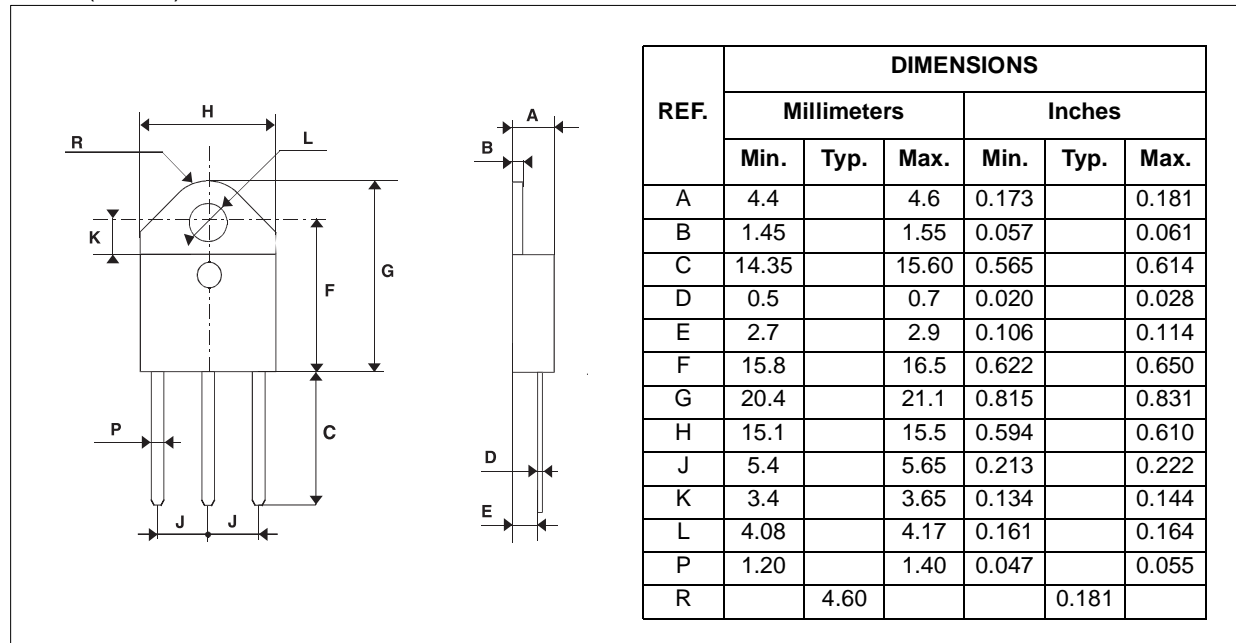 H
A
R
L
B
K
G
F
P
C
D
E
J J
REF. DIMENSIONS
Millimeters Inches
Min. Typ. Max. Min. Typ. Max.
A 4.4 4.6 0.173 0.181
B 1.45 1.55 0.057 0.061
C 14.35 15.60 0.565 0.614
D 0.5 0.7 0.020 0.028
E 2.7 2.9 0.106 0.114
F 15.8 16.5 0.622 0.650
G 20.4 21.1 0.815 0.831
H 15.1 15.5 0.594 0.610
J 5.4 5.65 0.213 0.222
K 3.4 3.65 0.134 0.144
L 4.08 4.17 0.161 0.164
P 1.20 1.40 0.047 0.055
R 4.60 0.181